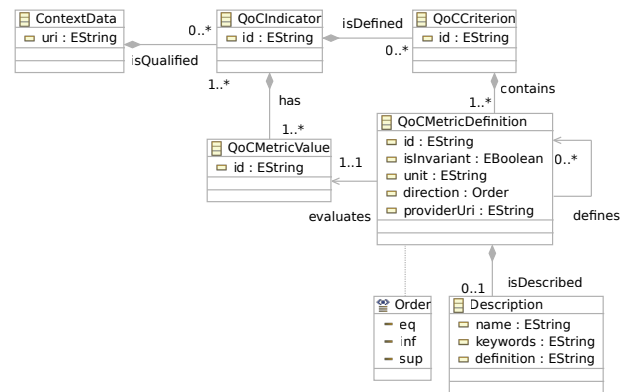 ContextData
uri : EString
QoCIndicator
id : EString
QoCCriterion
id : EString
isDefined
0..*
isQualified
0..*
1..*
has
1..*
contains
1..*
QoCMetricValue
id : EString
QoCMetricDefinition
id : EString
isInvariant : EBoolean
unit : EString
direction : Order
providerUri : EString
1..1
evaluates
0..*
defines
0..1
isDescribed
Order
eq
inf
sup
Description
name : EString
keywords : EString
definition : EString